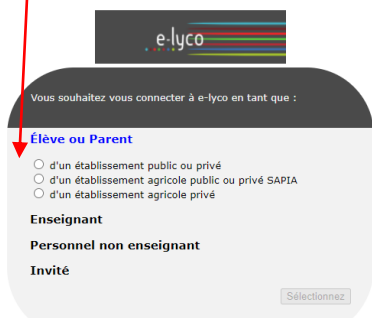 e-lyco
Vous souhaitez vous connecter à e-lyco en tant que :
Élève ou Parent
d'un établissement public ou privé
d'un établissement agricole public ou privé SAPIA
d'un établissement agricole privé
Enseignant
Personnel non enseignant
Invité
Sélectionnez